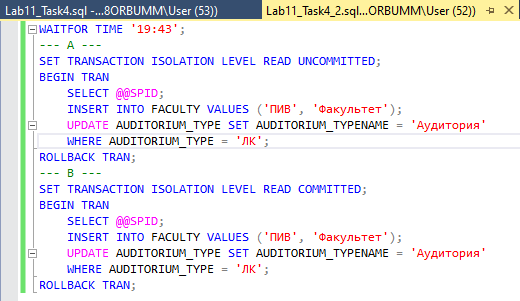 Lab11_Task4.sql -...8ORBUMM\User (53)) Lab11_Task4_2.sql...ORBUMM\User (52))
WAITFOR TIME '19:43';
--- A ---
SET TRANSACTION ISOLATION LEVEL READ UNCOMMITTED;
BEGIN TRAN
SELECT @@SPID;
INSERT INTO FACULTY VALUES ('ПИВ', 'Факультет');
UPDATE AUDITORIUM_TYPE SET AUDITORIUM_TYPENAME = 'Аудитория'
WHERE AUDITORIUM_TYPE = 'ЛК';
ROLLBACK TRAN;
--- B ---
SET TRANSACTION ISOLATION LEVEL READ COMMITTED;
BEGIN TRAN
SELECT @@SPID;
INSERT INTO FACULTY VALUES ('ПИВ', 'Факультет');
UPDATE AUDITORIUM_TYPE SET AUDITORIUM_TYPENAME = 'Аудитория'
WHERE AUDITORIUM_TYPE = 'ЛК';
ROLLBACK TRAN;